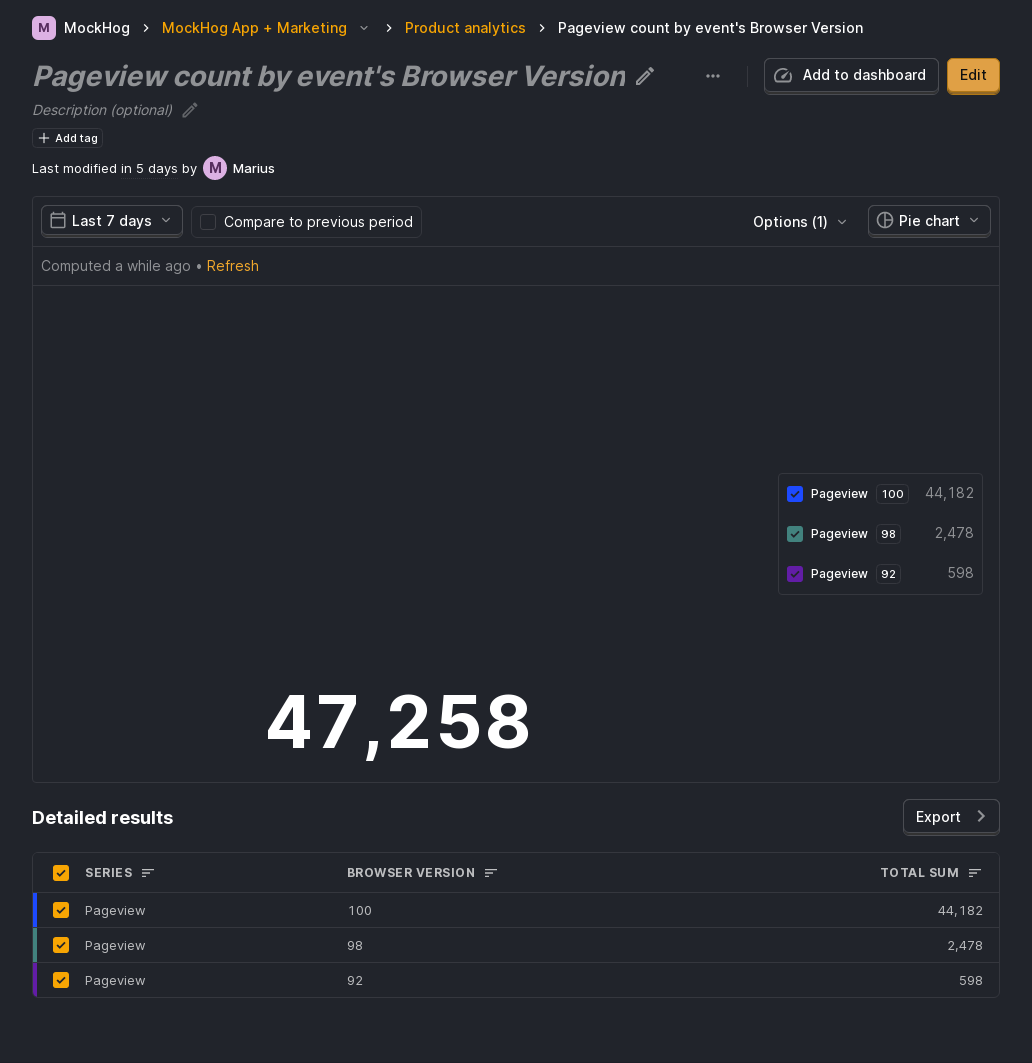 M MockHog MockHog App + Marketing Product analytics Pageview count by event's Browser Version
Pageview count by event's Browser Version
Add to dashboard Edit
Description (optional)
Add tag
Last modified in 5 days by M Marius
Last 7 days Compare to previous period Options (1) Pie chart
Computed a while ago • Refresh
Pageview 100 44,182
Pageview 98 2,478
Pageview 92 598
47,258
Detailed results Export
SERIES BROWSER VERSION TOTAL SUM
Pageview 100 44,182
Pageview 98 2,478
Pageview 92 598